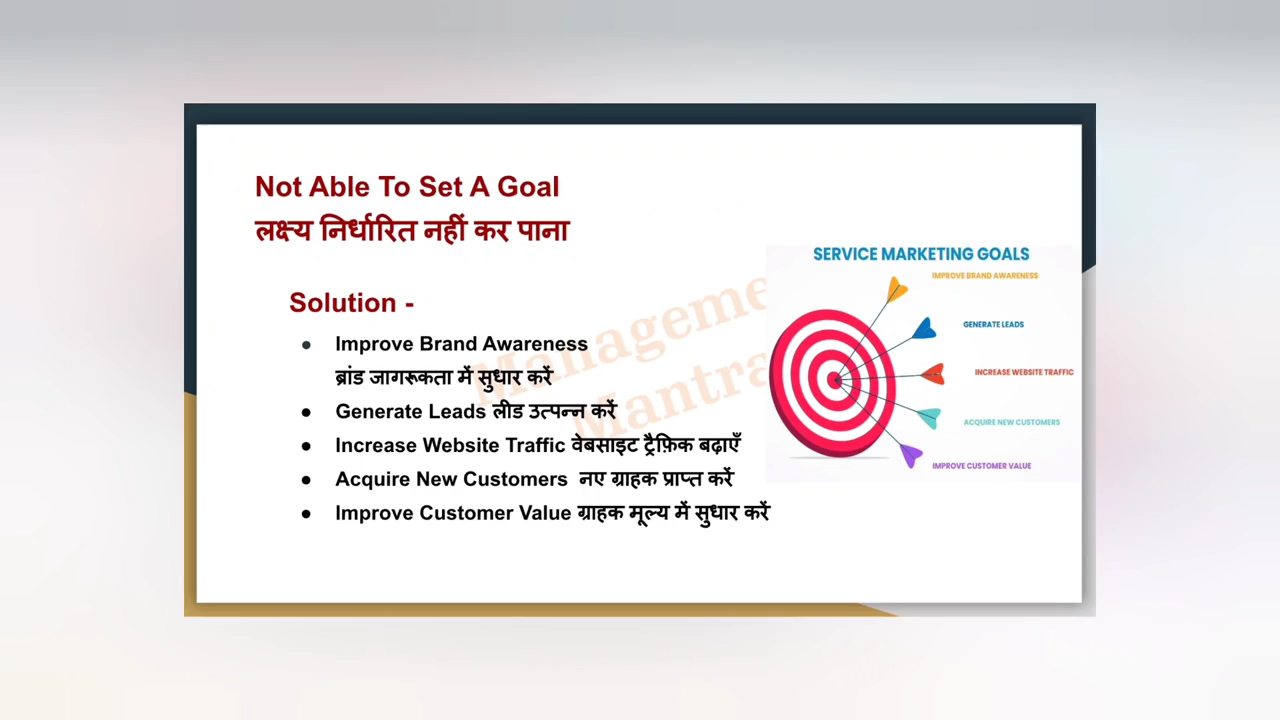 Not Able To Set A Goal
लक्ष्य निर्धारित नहीं कर पाना
Solution -
● Improve Brand Awareness
ब्रांड जागरूकता में सुधार करें
● Generate Leads लीड उत्पन्न करें
● Increase Website Traffic वेबसाइट ट्रैफ़िक बढ़ाएँ
● Acquire New Customers नए ग्राहक प्राप्त करें
● Improve Customer Value ग्राहक मूल्य में सुधार करें
SERVICE MARKETING GOALS
IMPROVE BRAND AWARENESS
GENERATE LEADS
INCREASE WEBSITE TRAFFIC
ACQUIRE NEW CUSTOMERS
IMPROVE CUSTOMER VALUE
Manageme
Mantra